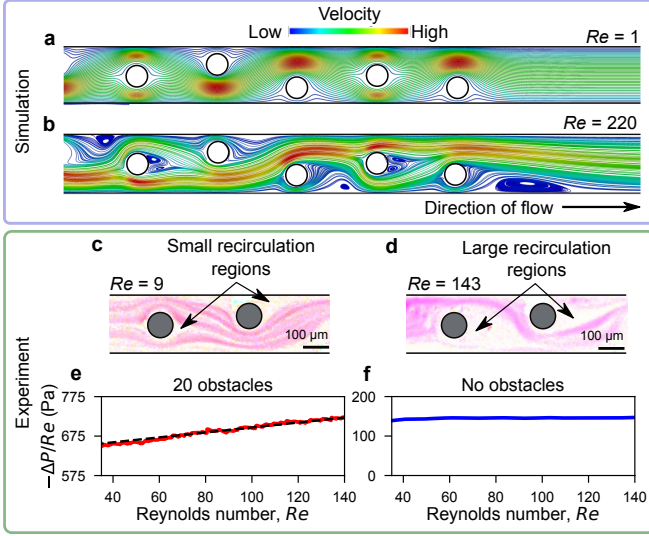 Velocity
Low High
a
Re = 1
b
Re = 220
Simulation
Direction of flow
c
Small recirculation
regions
Re = 9
100 µm
d
Large recirculation
regions
Re = 143
100 µm
Experiment
e
20 obstacles
775
675
575
−ΔP/Re (Pa)
40 60 80 100 120 140
Reynolds number, Re
f
No obstacles
200
100
0
40 60 80 100 120 140
Reynolds number, Re